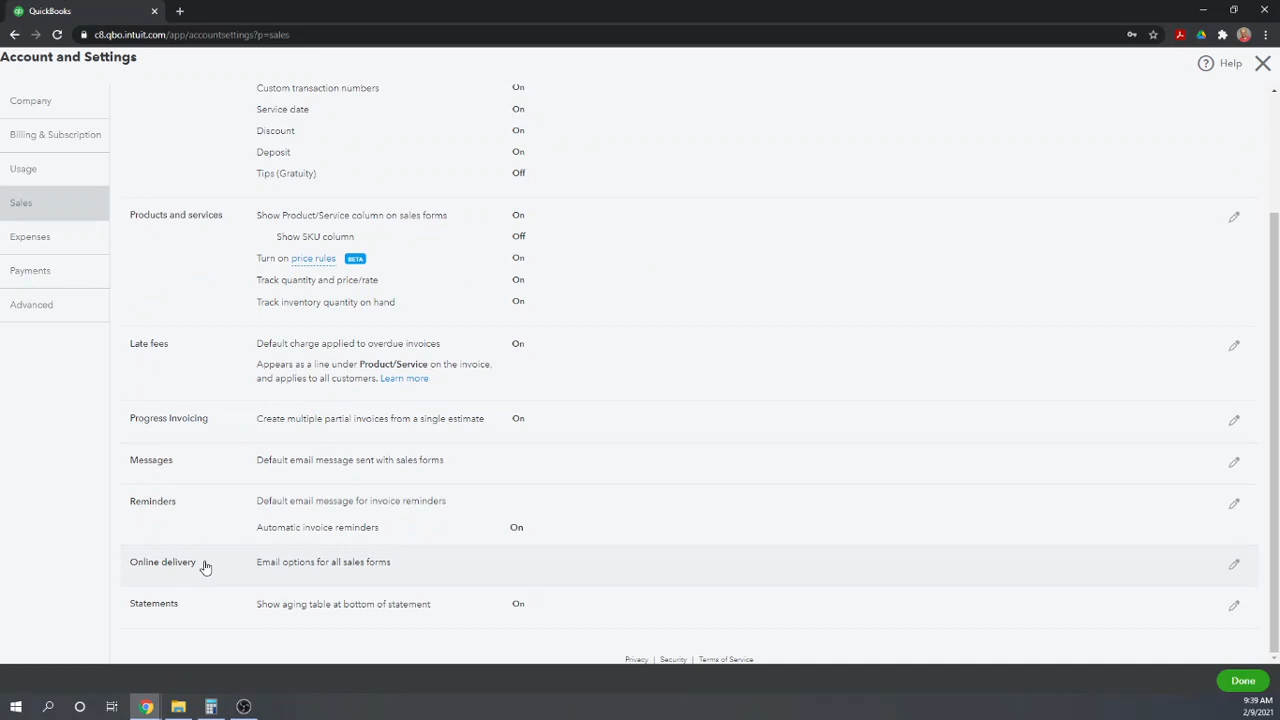 QuickBooks
c8.qbo.intuit.com/app/accountsettings?p=sales
Account and Settings
Help
Company
Billing & Subscription
Usage
Sales
Expenses
Payments
Advanced
Custom transaction numbers On
Service date On
Discount On
Deposit On
Tips (Gratuity) Off
Products and services Show Product/Service column on sales forms On
Show SKU column Off
Turn on price rules BETA On
Track quantity and price/rate On
Track inventory quantity on hand On
Late fees Default charge applied to overdue invoices On
Appears as a line under Product/Service on the invoice,
and applies to all customers. Learn more
Progress Invoicing Create multiple partial invoices from a single estimate On
Messages Default email message sent with sales forms
Reminders Default email message for invoice reminders
Automatic invoice reminders On
Online delivery Email options for all sales forms
Statements Show aging table at bottom of statement On
Privacy | Security | Terms of Service
Done
9:39 AM
2/9/2021